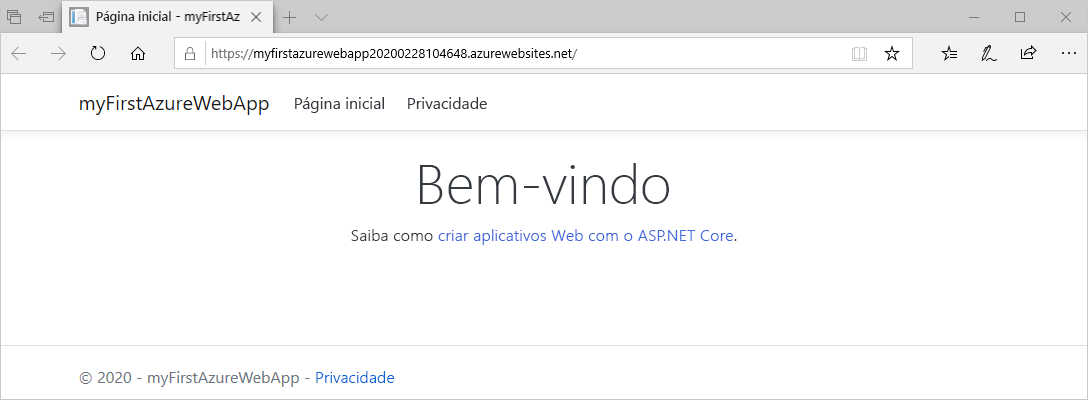 Página inicial - myFirstAz
https://myfirstazurewebapp20200228104648.azurewebsites.net/
myFirstAzureWebApp Página inicial Privacidade
Bem-vindo
Saiba como criar aplicativos Web com o ASP.NET Core.
© 2020 - myFirstAzureWebApp - Privacidade